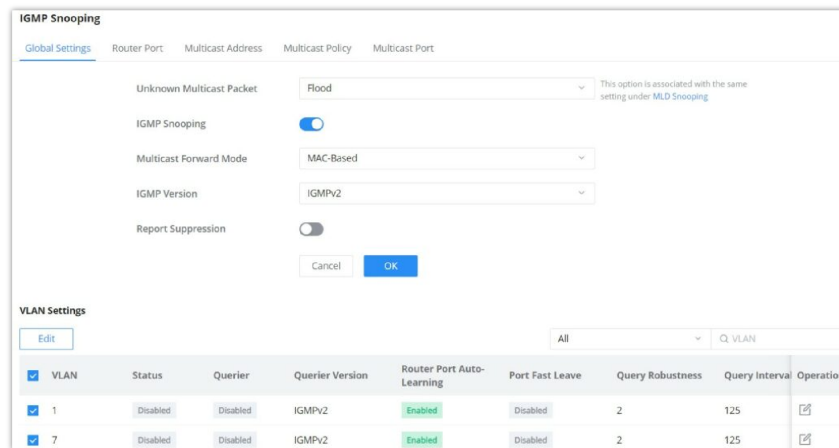 IGMP Snooping
Global Settings Router Port Multicast Address Multicast Policy Multicast Port
Unknown Multicast Packet Flood This option is associated with the same
setting under MLD Snooping
IGMP Snooping
Multicast Forward Mode MAC-Based
IGMP Version IGMPv2
Report Suppression
Cancel OK
VLAN Settings
Edit All VLAN
VLAN Status Querier Querier Version Router Port Auto-Learning Port Fast Leave Query Robustness Query Interval Operatio
1 Disabled Disabled IGMPv2 Enabled Disabled 2 125
7 Disabled Disabled IGMPv2 Enabled Disabled 2 125